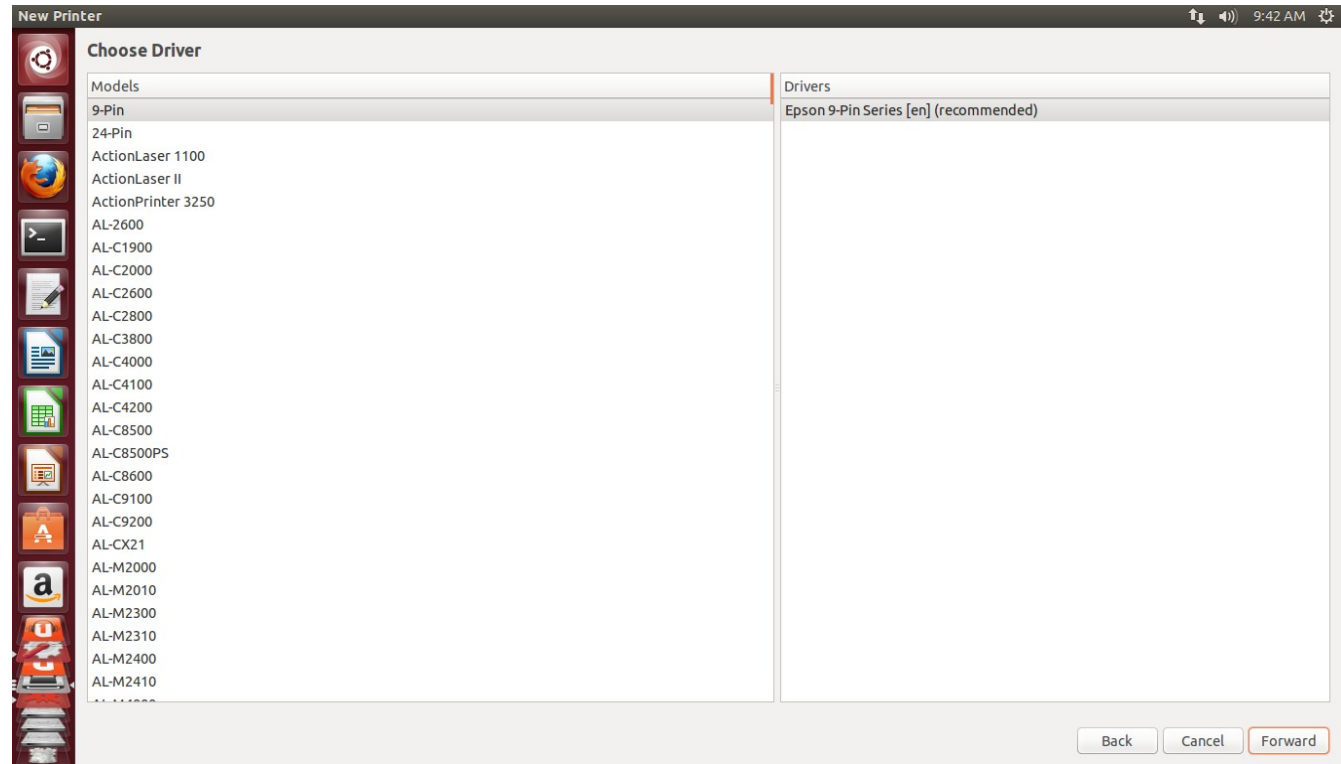 New Printer
9:42 AM
Choose Driver
Models
Drivers
9-Pin
Epson 9-Pin Series [en] (recommended)
24-Pin
ActionLaser 1100
ActionLaser II
ActionPrinter 3250
AL-2600
AL-C1900
AL-C2000
AL-C2600
AL-C2800
AL-C3800
AL-C4000
AL-C4100
AL-C4200
AL-C8500
AL-C8500PS
AL-C8600
AL-C9100
AL-C9200
AL-CX21
AL-M2000
AL-M2010
AL-M2300
AL-M2310
AL-M2400
AL-M2410
Back
Cancel
Forward